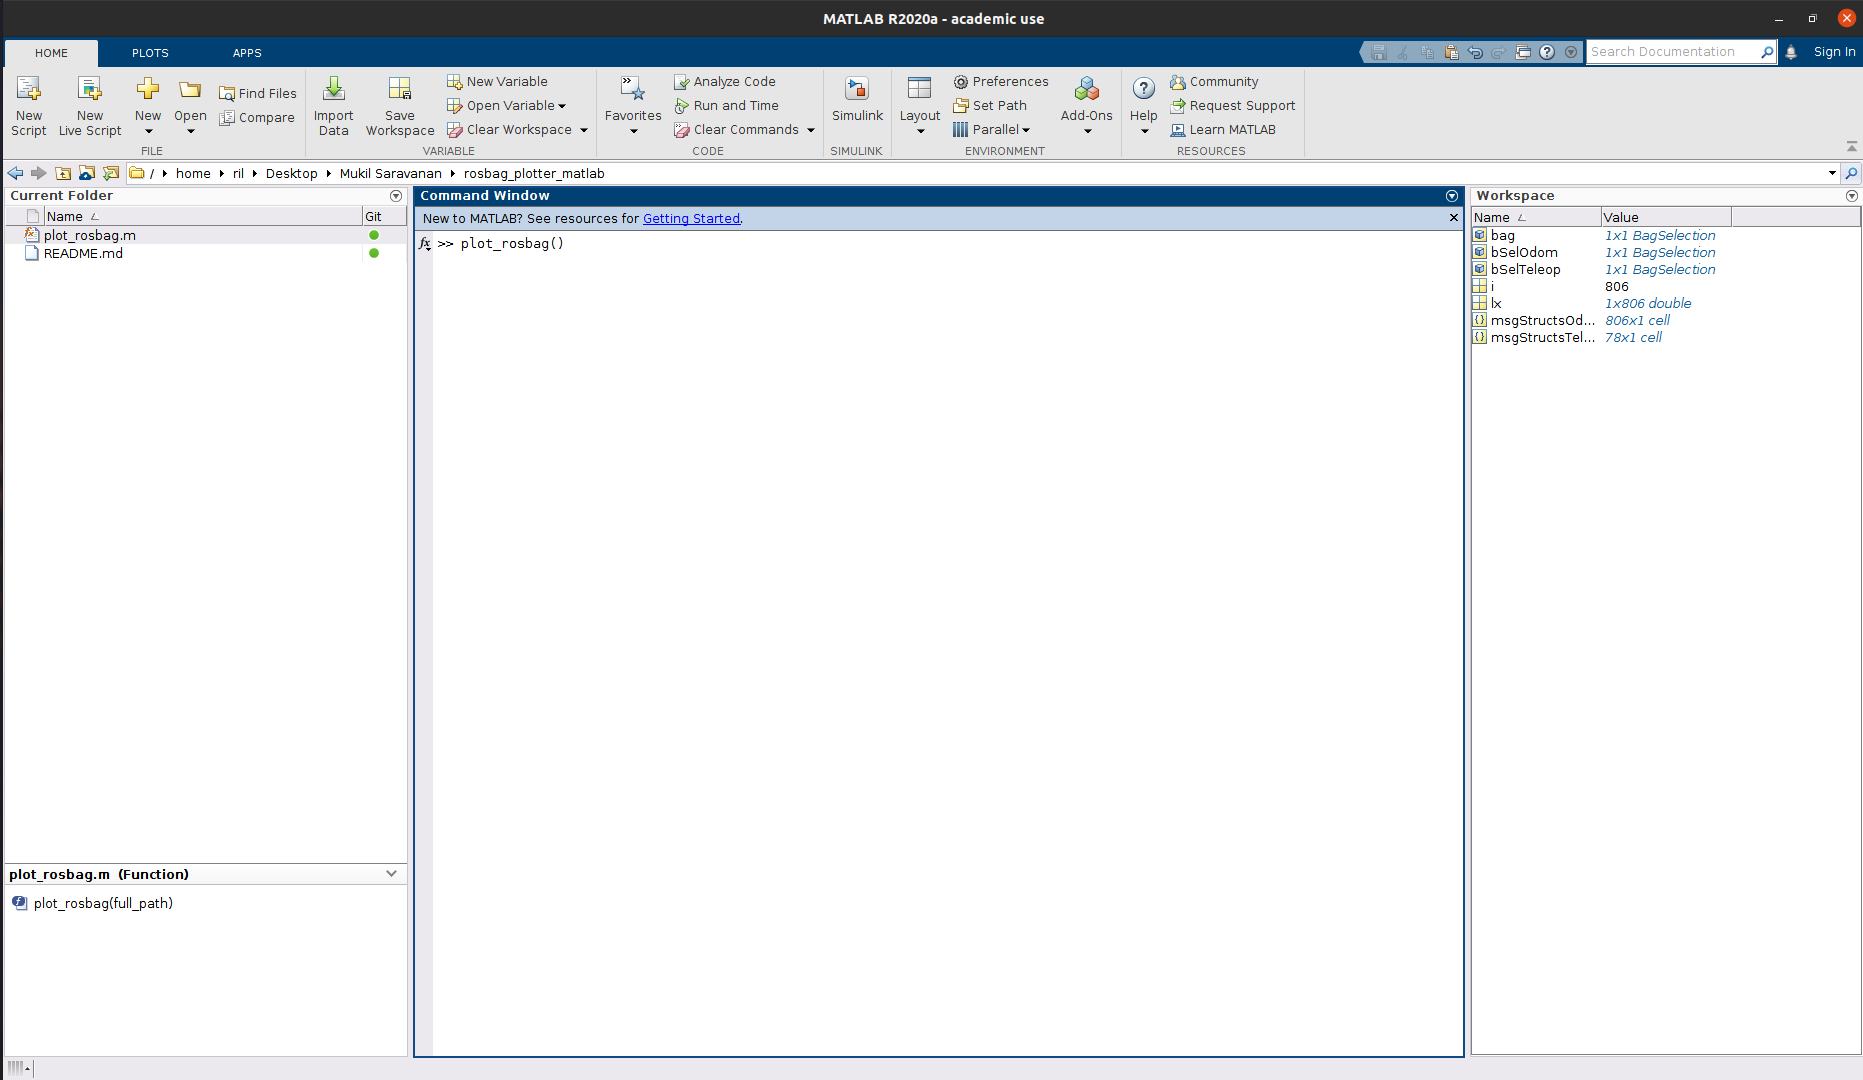 MATLAB R2020a - academic use
HOME PLOTS APPS
Search Documentation
Sign In
New Script
New Live Script
New
Open
Find Files
Compare
FILE
Import Data
Save Workspace
New Variable
Open Variable
Clear Workspace
VARIABLE
Favorites
Analyze Code
Run and Time
Clear Commands
CODE
Simulink
SIMULINK
Layout
Preferences
Set Path
Parallel
Add-Ons
ENVIRONMENT
Help
Community
Request Support
Learn MATLAB
RESOURCES
/ home ril Desktop Mukil Saravanan rosbag_plotter_matlab
Current Folder
Name Git
plot_rosbag.m
README.md
plot_rosbag.m (Function)
plot_rosbag(full_path)
Command Window
New to MATLAB? See resources for Getting Started.
fx >> plot_rosbag()
Workspace
Name Value
bag 1x1 BagSelection
bSelOdom 1x1 BagSelection
bSelTeleop 1x1 BagSelection
i 806
lx 1x806 double
msgStructsOd... 806x1 cell
msgStructsTel... 78x1 cell